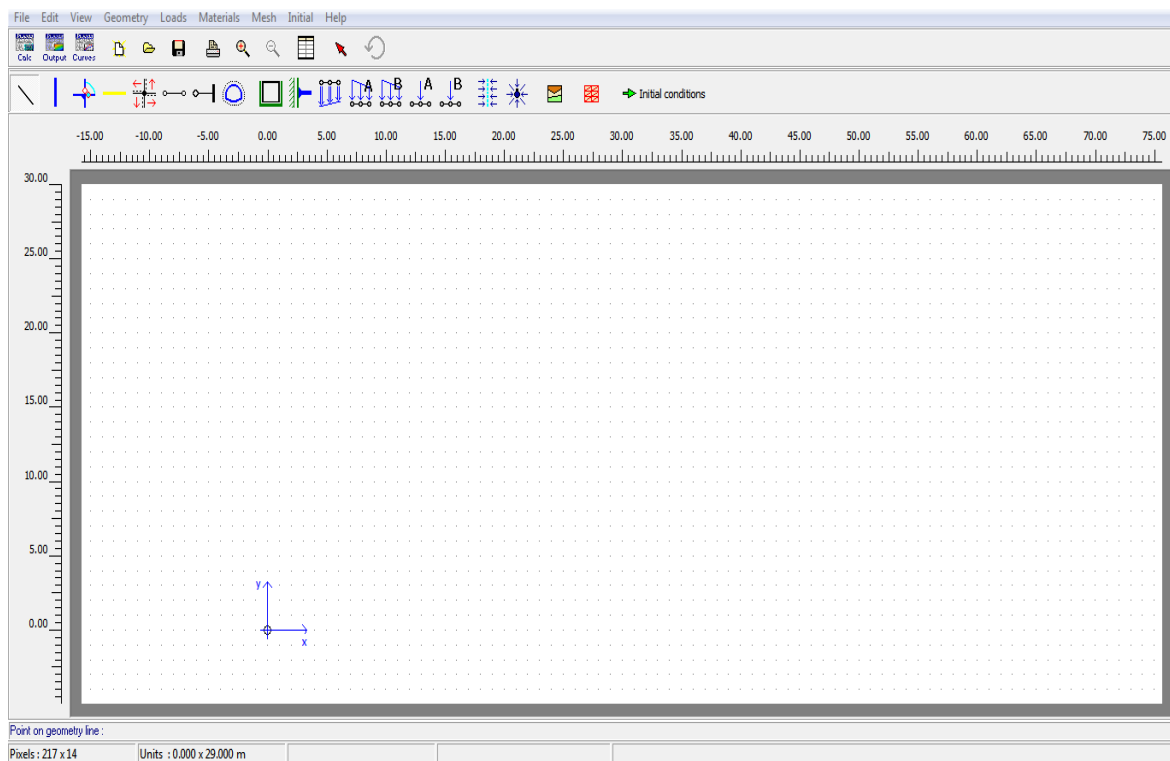 File Edit View Geometry Loads Materials Mesh Initial Help
Calc Output Curves
A B A B Initial conditions
-15.00 -10.00 -5.00 0.00 5.00 10.00 15.00 20.00 25.00 30.00 35.00 40.00 45.00 50.00 55.00 60.00 65.00 70.00 75.00
30.00
25.00
20.00
15.00
10.00
5.00
y
0.00
x
Point on geometry line :
Pixels : 217 x 14 Units : 0.000 x 29.000 m